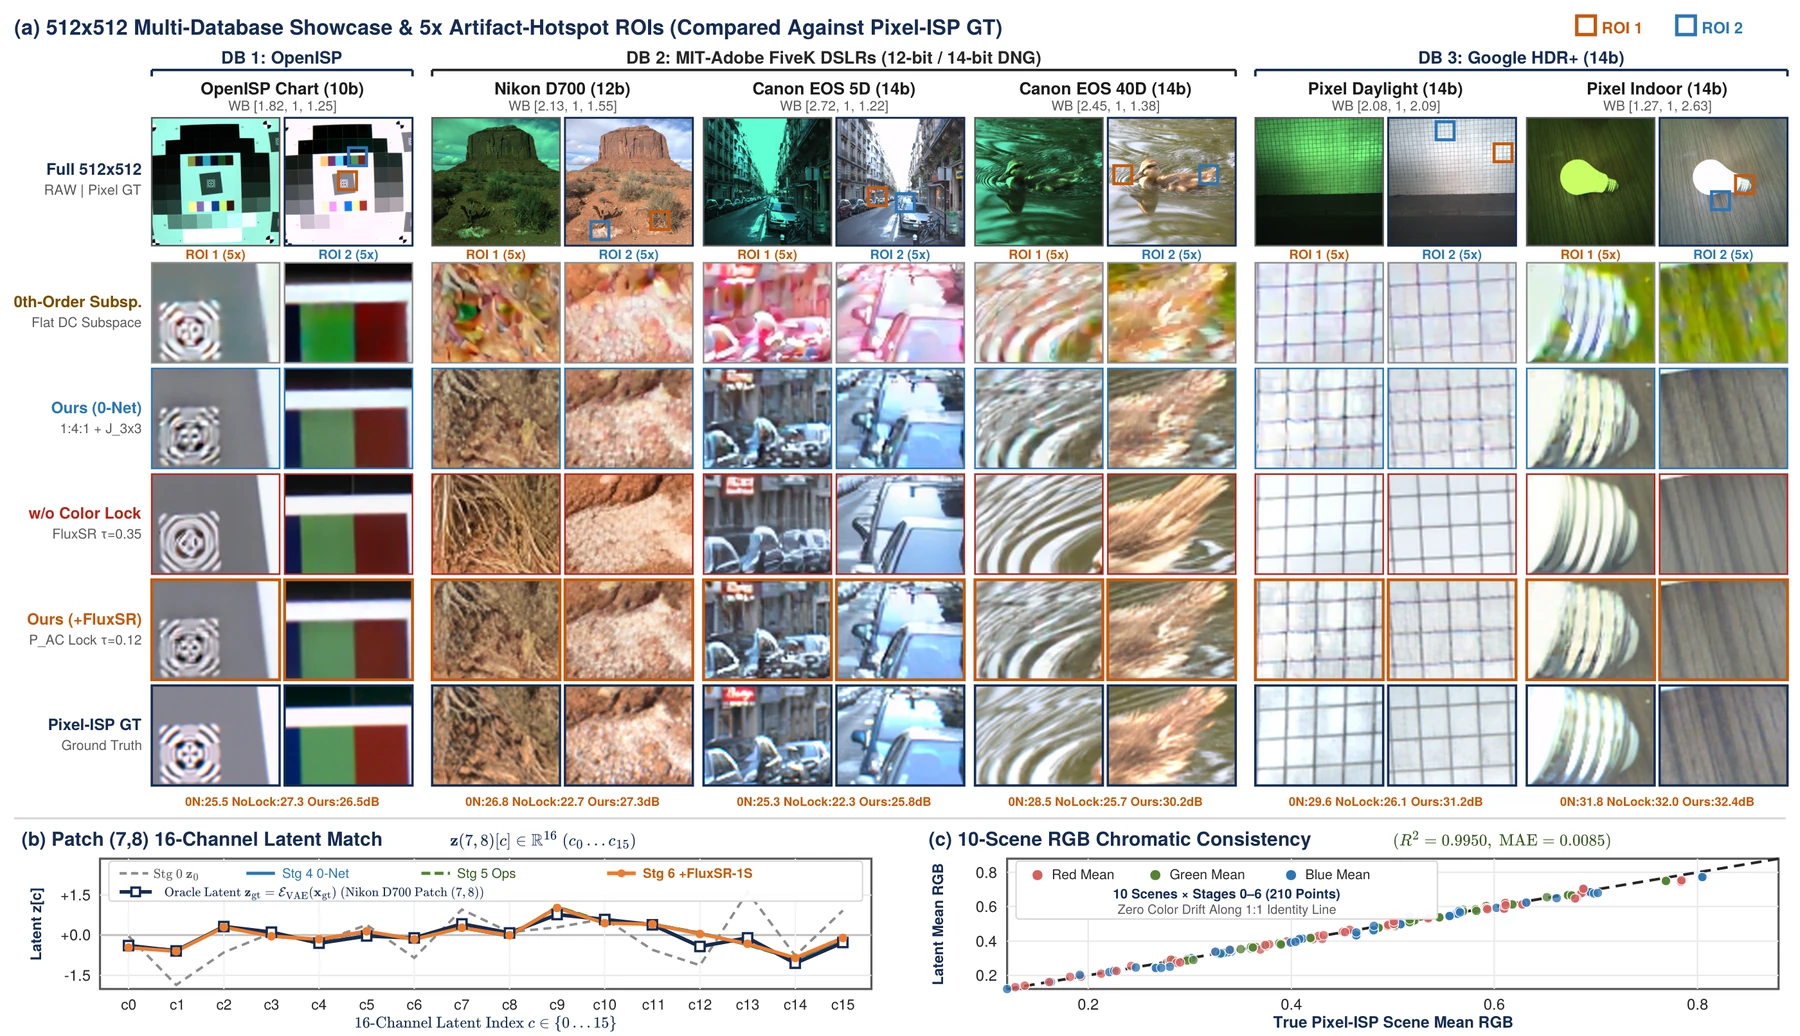 (a) 512x512 Multi-Database Showcase & 5x Artifact-Hotspot ROIs (Compared Against Pixel-ISP GT)
ROI 1
ROI 2
DB 1: OpenISP
DB 2: MIT-Adobe FiveK DSLRs (12-bit / 14-bit DNG)
DB 3: Google HDR+ (14b)
OpenISP Chart (10b)
Nikon D700 (12b)
Canon EOS 5D (14b)
Canon EOS 40D (14b)
Pixel Daylight (14b)
Pixel Indoor (14b)
WB [1.82, 1, 1.25]
WB [2.13, 1, 1.55]
WB [2.72, 1, 1.22]
WB [2.45, 1, 1.38]
WB [2.08, 1, 2.09]
WB [1.27, 1, 2.63]
Full 512x512
RAW | Pixel GT
ROI 1 (5x)
ROI 2 (5x)
ROI 1 (5x)
ROI 2 (5x)
ROI 1 (5x)
ROI 2 (5x)
ROI 1 (5x)
ROI 2 (5x)
ROI 1 (5x)
ROI 2 (5x)
ROI 1 (5x)
ROI 2 (5x)
0th-Order Subsp.
Flat DC Subspace
Ours (0-Net)
1:4:1 + J_3x3
w/o Color Lock
FluxSR τ=0.35
Ours (+FluxSR)
P_AC Lock τ=0.12
Pixel-ISP GT
Ground Truth
0N:25.5 NoLock:27.3 Ours:26.5dB
0N:26.8 NoLock:22.7 Ours:27.3dB
0N:25.3 NoLock:22.3 Ours:25.8dB
0N:28.5 NoLock:25.7 Ours:30.2dB
0N:29.6 NoLock:26.1 Ours:31.2dB
0N:31.8 NoLock:32.0 Ours:32.4dB
(b) Patch (7,8) 16-Channel Latent Match
z(7, 8)[c] ∈ ℝ¹⁶ (c₀ … c₁₅)
Stg 0 z₀
Stg 4 0-Net
Stg 5 Ops
Stg 6 +FluxSR-1S
Oracle Latent z_gt = ℰ_VAE(x_gt) (Nikon D700 Patch (7, 8))
Latent z[c]
+1.5
+0.0
-1.5
c0 c1 c2 c3 c4 c5 c6 c7 c8 c9 c10 c11 c12 c13 c14 c15
16-Channel Latent Index c ∈ {0 … 15}
(c) 10-Scene RGB Chromatic Consistency
(R² = 0.9950, MAE = 0.0085)
Red Mean
Green Mean
Blue Mean
10 Scenes × Stages 0–6 (210 Points)
Zero Color Drift Along 1:1 Identity Line
Latent Mean RGB
0.8
0.6
0.4
0.2
0.2 0.4 0.6 0.8
True Pixel-ISP Scene Mean RGB